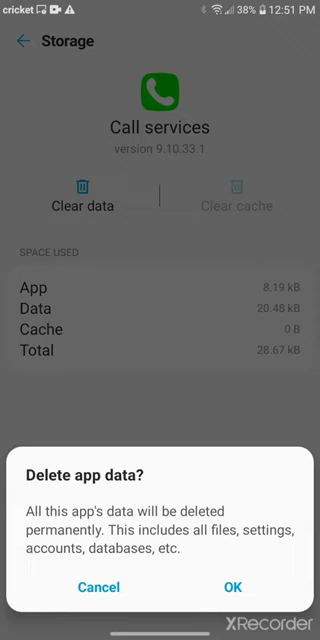 cricket 38% 12:51 PM
Storage
Call services
version 9.10.33.1
Clear data Clear cache
SPACE USED
App 8.19 kB
Data 20.48 kB
Cache 0 B
Total 28.67 kB
Delete app data?
All this app's data will be deleted
permanently. This includes all files, settings,
accounts, databases, etc.
Cancel OK
XRecorder